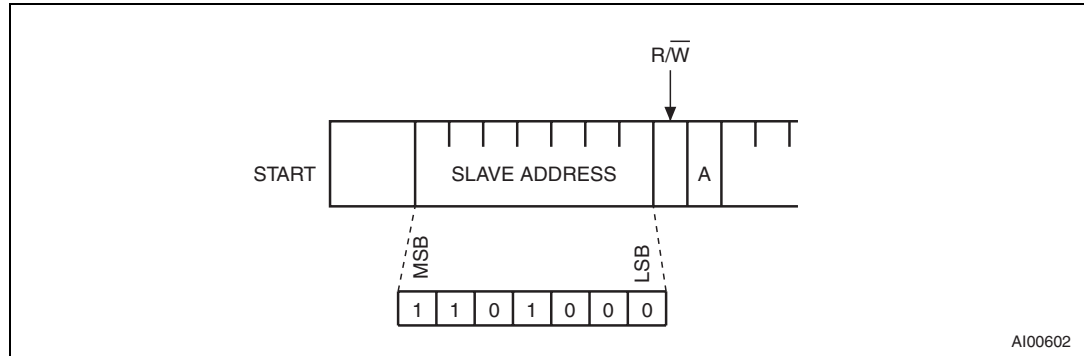 R/W̅
START SLAVE ADDRESS A
MSB LSB
1 1 0 1 0 0 0
AI00602